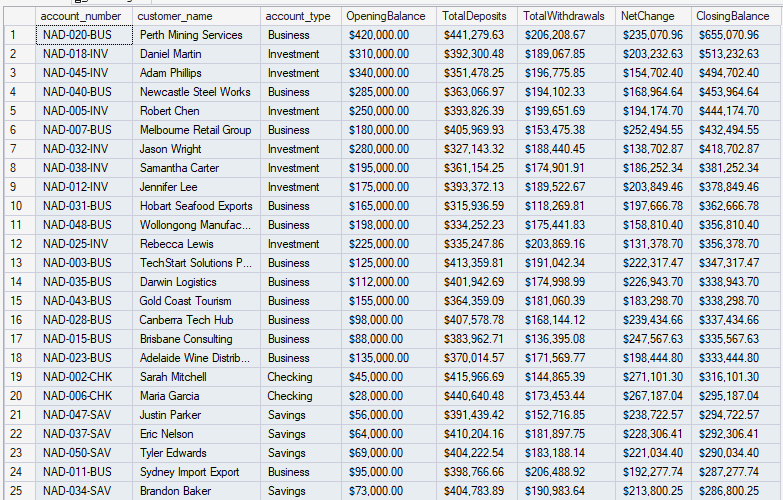 account_number customer_name account_type OpeningBalance TotalDeposits TotalWithdrawals NetChange ClosingBalance
1 NAD-020-BUS Perth Mining Services Business $420,000.00 $441,279.63 $206,208.67 $235,070.96 $655,070.96
2 NAD-018-INV Daniel Martin Investment $310,000.00 $392,300.48 $189,067.85 $203,232.63 $513,232.63
3 NAD-045-INV Adam Phillips Investment $340,000.00 $351,478.25 $196,775.85 $154,702.40 $494,702.40
4 NAD-040-BUS Newcastle Steel Works Business $285,000.00 $363,066.97 $194,102.33 $168,964.64 $453,964.64
5 NAD-005-INV Robert Chen Investment $250,000.00 $393,826.39 $199,651.69 $194,174.70 $444,174.70
6 NAD-007-BUS Melbourne Retail Group Business $180,000.00 $405,969.93 $153,475.38 $252,494.55 $432,494.55
7 NAD-032-INV Jason Wright Investment $280,000.00 $327,143.32 $188,440.45 $138,702.87 $418,702.87
8 NAD-038-INV Samantha Carter Investment $195,000.00 $361,154.25 $174,901.91 $186,252.34 $381,252.34
9 NAD-012-INV Jennifer Lee Investment $175,000.00 $393,372.13 $189,522.67 $203,849.46 $378,849.46
10 NAD-031-BUS Hobart Seafood Exports Business $165,000.00 $315,936.59 $118,269.81 $197,666.78 $362,666.78
11 NAD-048-BUS Wollongong Manufac... Business $198,000.00 $334,252.23 $175,441.83 $158,810.40 $356,810.40
12 NAD-025-INV Rebecca Lewis Investment $225,000.00 $335,247.86 $203,869.16 $131,378.70 $356,378.70
13 NAD-003-BUS TechStart Solutions P... Business $125,000.00 $413,359.81 $191,042.34 $222,317.47 $347,317.47
14 NAD-035-BUS Darwin Logistics Business $112,000.00 $401,942.69 $174,998.99 $226,943.70 $338,943.70
15 NAD-043-BUS Gold Coast Tourism Business $155,000.00 $364,359.09 $181,060.39 $183,298.70 $338,298.70
16 NAD-028-BUS Canberra Tech Hub Business $98,000.00 $407,578.78 $168,144.12 $239,434.66 $337,434.66
17 NAD-015-BUS Brisbane Consulting Business $88,000.00 $383,962.71 $136,395.08 $247,567.63 $335,567.63
18 NAD-023-BUS Adelaide Wine Distrib... Business $135,000.00 $370,014.57 $171,569.77 $198,444.80 $333,444.80
19 NAD-002-CHK Sarah Mitchell Checking $45,000.00 $415,966.69 $144,865.39 $271,101.30 $316,101.30
20 NAD-006-CHK Maria Garcia Checking $28,000.00 $440,640.48 $173,453.44 $267,187.04 $295,187.04
21 NAD-047-SAV Justin Parker Savings $56,000.00 $391,439.42 $152,716.85 $238,722.57 $294,722.57
22 NAD-037-SAV Eric Nelson Savings $64,000.00 $410,204.16 $181,897.75 $228,306.41 $292,306.41
23 NAD-050-SAV Tyler Edwards Savings $69,000.00 $404,222.54 $183,188.14 $221,034.40 $290,034.40
24 NAD-011-BUS Sydney Import Export Business $95,000.00 $398,766.66 $206,488.92 $192,277.74 $287,277.74
25 NAD-034-SAV Brandon Baker Savings $73,000.00 $404,783.89 $190,983.64 $213,800.25 $286,800.25